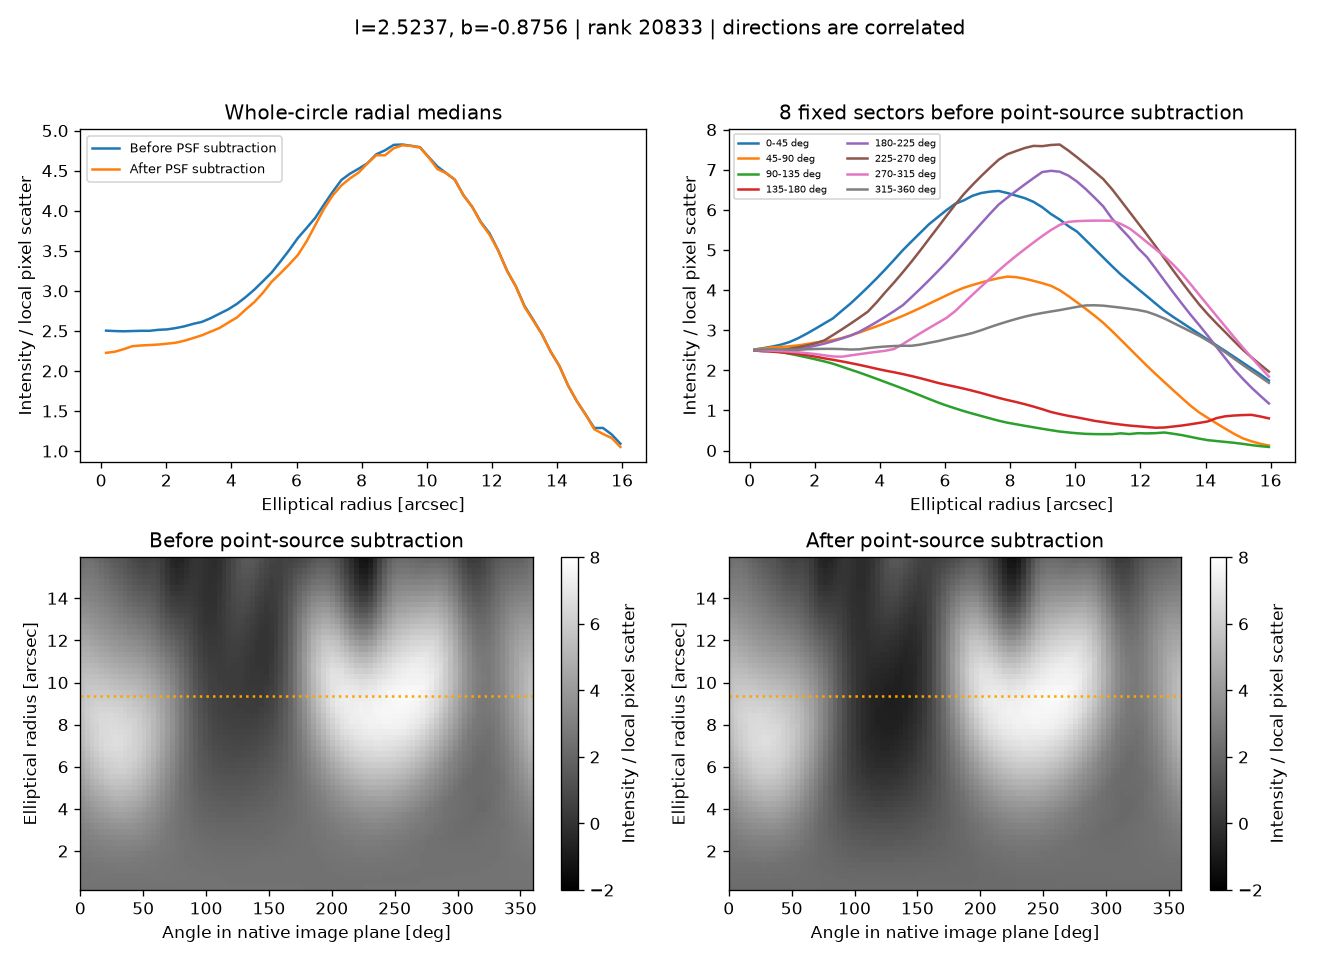 l=2.5237, b=-0.8756 | rank 20833 | directions are correlated
Whole-circle radial medians
Before PSF subtraction
After PSF subtraction
5.0
4.5
4.0
3.5
3.0
2.5
2.0
1.5
1.0
Intensity / local pixel scatter
0 2 4 6 8 10 12 14 16
Elliptical radius [arcsec]
8 fixed sectors before point-source subtraction
0-45 deg
45-90 deg
90-135 deg
135-180 deg
180-225 deg
225-270 deg
270-315 deg
315-360 deg
8
7
6
5
4
3
2
1
0
Intensity / local pixel scatter
0 2 4 6 8 10 12 14 16
Elliptical radius [arcsec]
Before point-source subtraction
14
12
10
8
6
4
2
Elliptical radius [arcsec]
0 50 100 150 200 250 300 350
Angle in native image plane [deg]
8
6
4
2
0
−2
Intensity / local pixel scatter
After point-source subtraction
14
12
10
8
6
4
2
Elliptical radius [arcsec]
0 50 100 150 200 250 300 350
Angle in native image plane [deg]
8
6
4
2
0
−2
Intensity / local pixel scatter